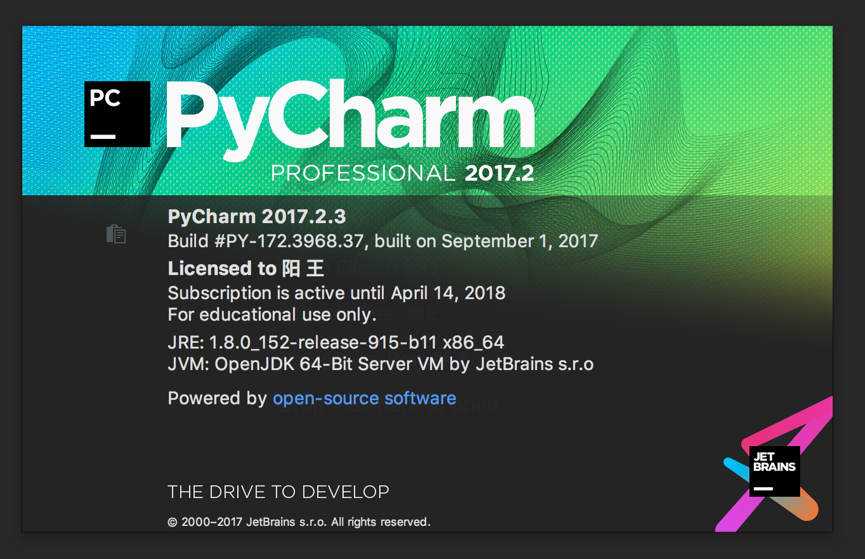 PC
PyCharm
PROFESSIONAL 2017.2
PyCharm 2017.2.3
Build #PY-172.3968.37, built on September 1, 2017
Licensed to 阳 王
Subscription is active until April 14, 2018
For educational use only.
JRE: 1.8.0_152-release-915-b11 x86_64
JVM: OpenJDK 64-Bit Server VM by JetBrains s.r.o
Powered by open-source software
JET
BRAINS
THE DRIVE TO DEVELOP
© 2000–2017 JetBrains s.r.o. All rights reserved.